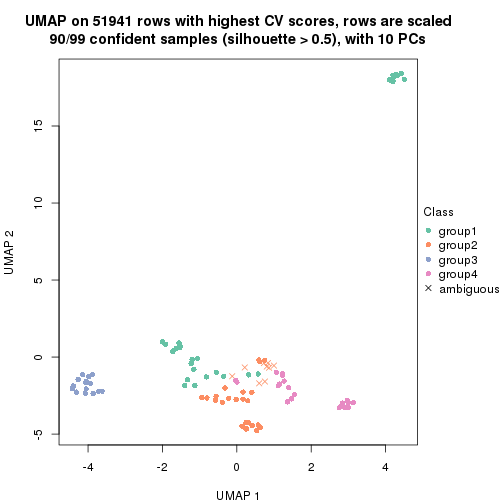 UMAP on 51941 rows with highest CV scores, rows are scaled
90/99 confident samples (silhouette > 0.5), with 10 PCs
15
10
5
0
-5
UMAP 2
-4
-2
0
2
4
UMAP 1
Class
group1
group2
group3
group4
ambiguous